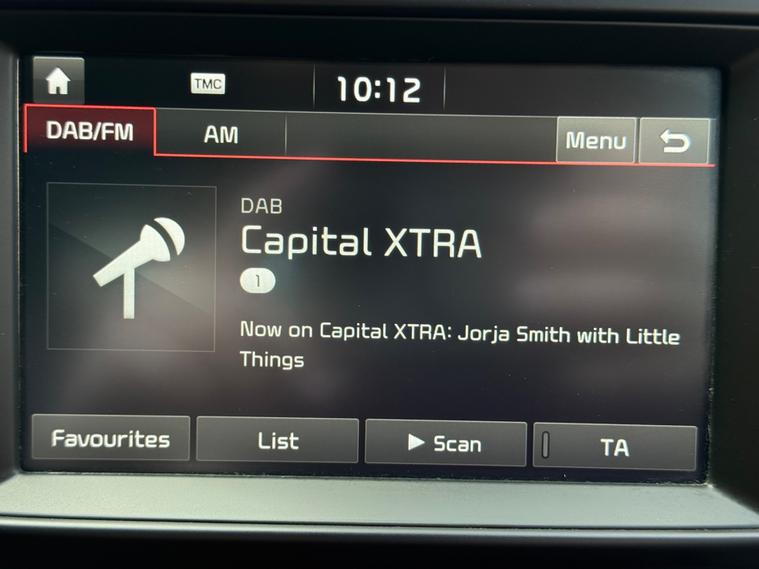 TMC
10:12
DAB/FM
AM
Menu
DAB
Capital XTRA
1
Now on Capital XTRA: Jorja Smith with Little
Things
Favourites
List
Scan
TA